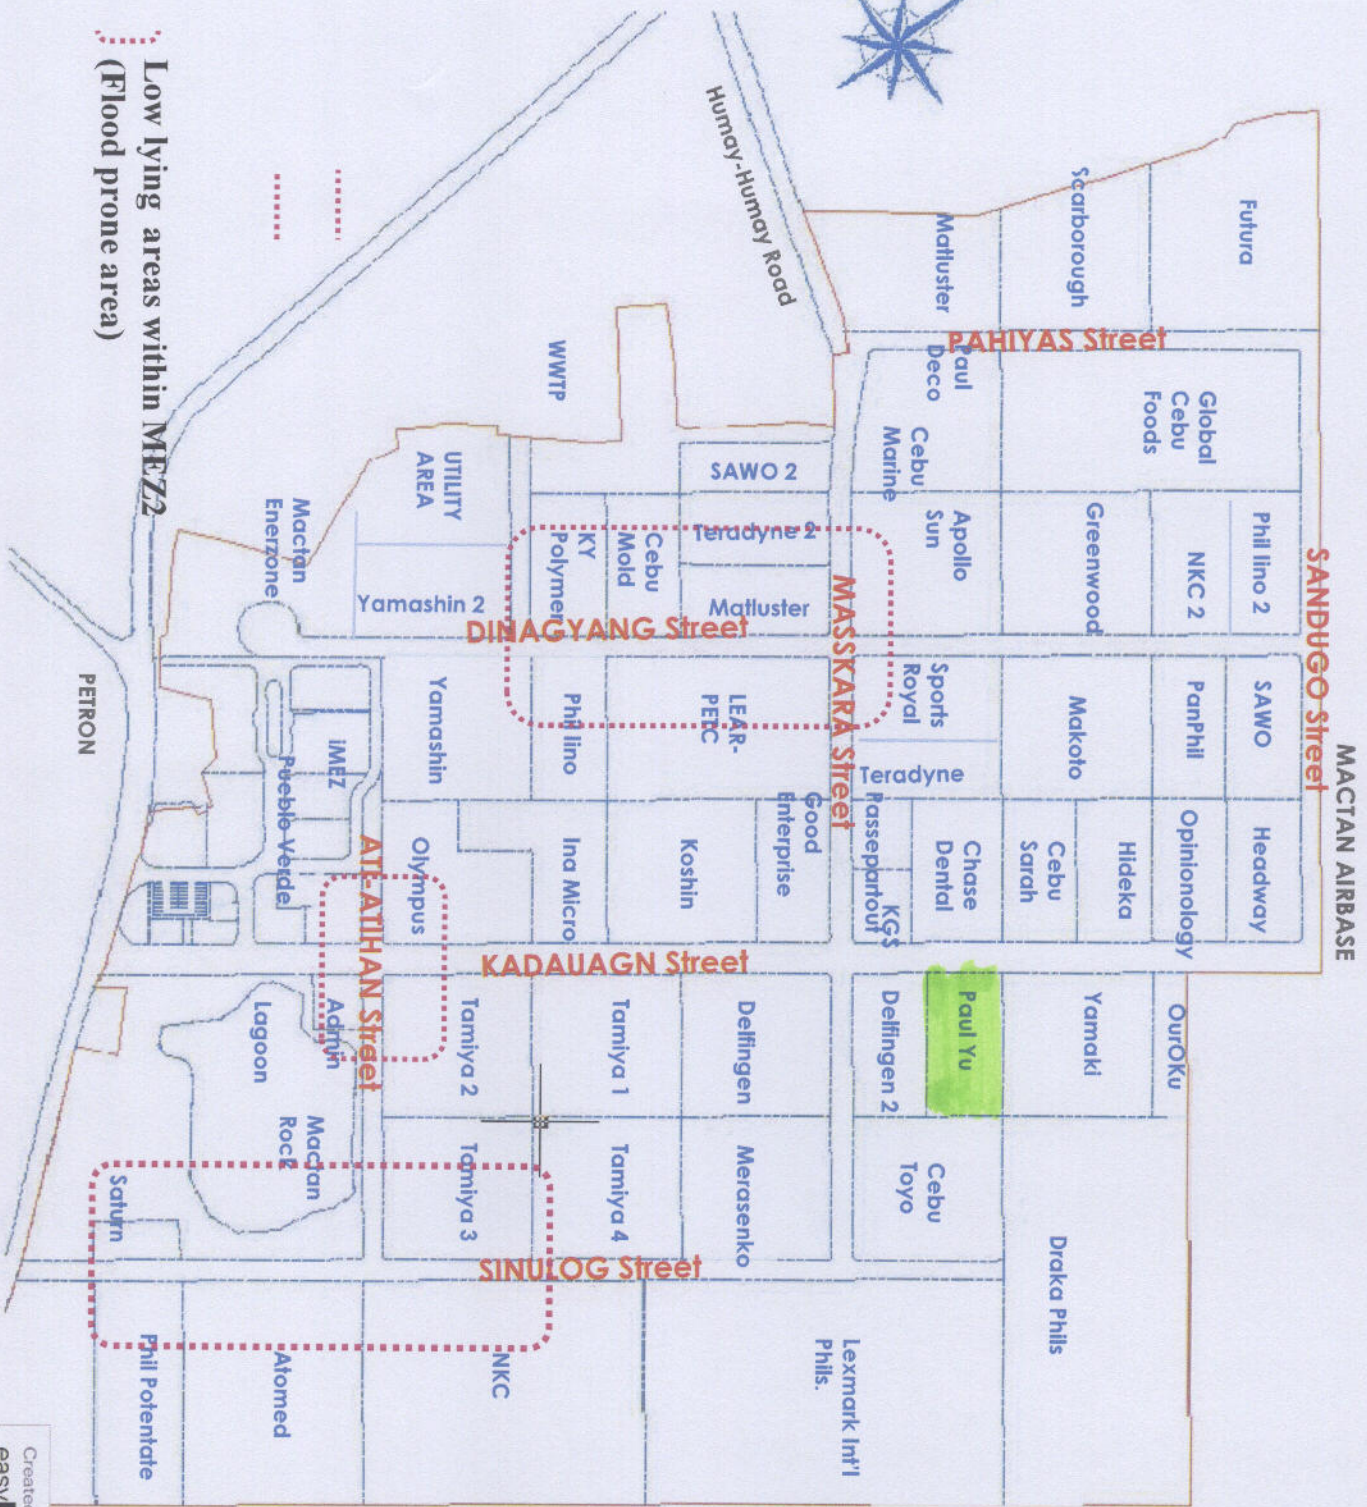 Low lying areas within MEZ2
(Flood prone area)
Humay-Humay Road
PETRON
MACTAN AIRBASE
SANDUGO Street
PAHIYAS Street
MASSKARA Street
DINAGYANG Street
KADAUAGN Street
ATI-ATIHAN Street
SINULOG Street
Futura
Scarborough
Matluster
Paul
Deco
Global
Cebu
Foods
Cebu
Marine
Apollo
Sun
Greenwood
NKC 2
Phil lino 2
WWTP
SAWO 2
Teradyne 2
Matluster
Cebu
Mold
KY
Polymer
UTILITY
AREA
Yamashin 2
Mactan
Enerzone
SAWO
PanPhil
Makoto
Sports
Royal
Teradyne
LEAR-
PETC
Phil lino
Yamashin
iMEZ
Pueblo Verde
Headway
Opinionology
Hideka
Cebu
Sarah
Chase
Dental
Passepartout
KGS
Good
Enterprise
Koshin
Ina Micro
Olympus
OurOKu
Yamaki
Paul Yu
Delfingen 2
Delfingen
Tamiya 1
Tamiya 2
Admin
Lagoon
Mactan
Rock
Cebu
Toyo
Merasenko
Tamiya 4
Tamiya 3
Saturn
Draka Phils
Lexmark Int'l
Phils.
NKC
Atomed
Phil Potentate
Created